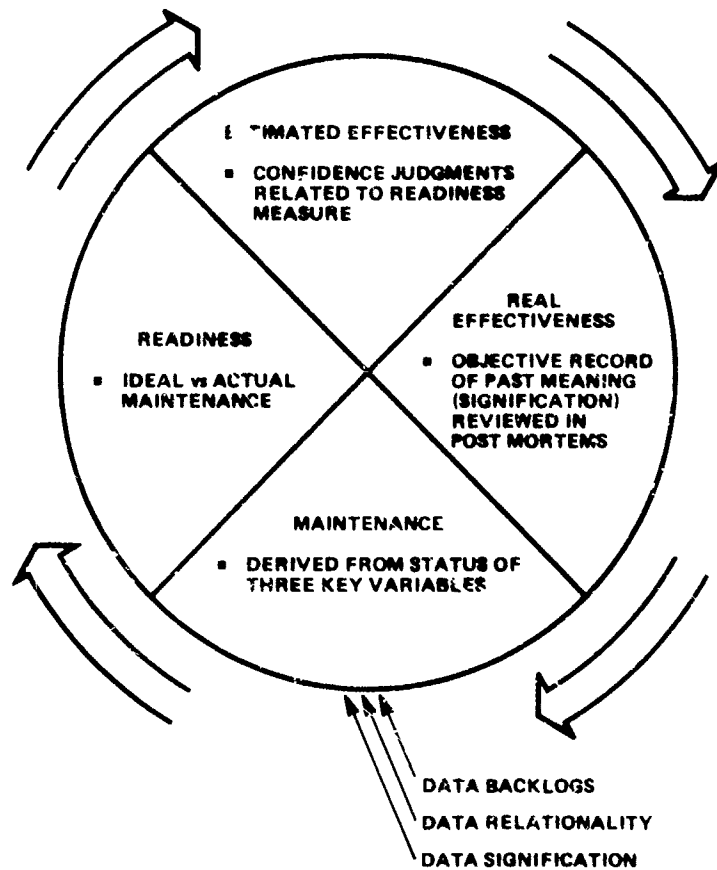 E TIMATED EFFECTIVENESS
▪ CONFIDENCE JUDGMENTS
RELATED TO READINESS
MEASURE
READINESS
▪ IDEAL vs ACTUAL
MAINTENANCE
REAL
EFFECTIVENESS
▪ OBJECTIVE RECORD
OF PAST MEANING
(SIGNIFICATION)
REVIEWED IN
POST MORTEMS
MAINTENANCE
▪ DERIVED FROM STATUS OF
THREE KEY VARIABLES
DATA BACKLOGS
DATA RELATIONALITY
DATA SIGNIFICATION